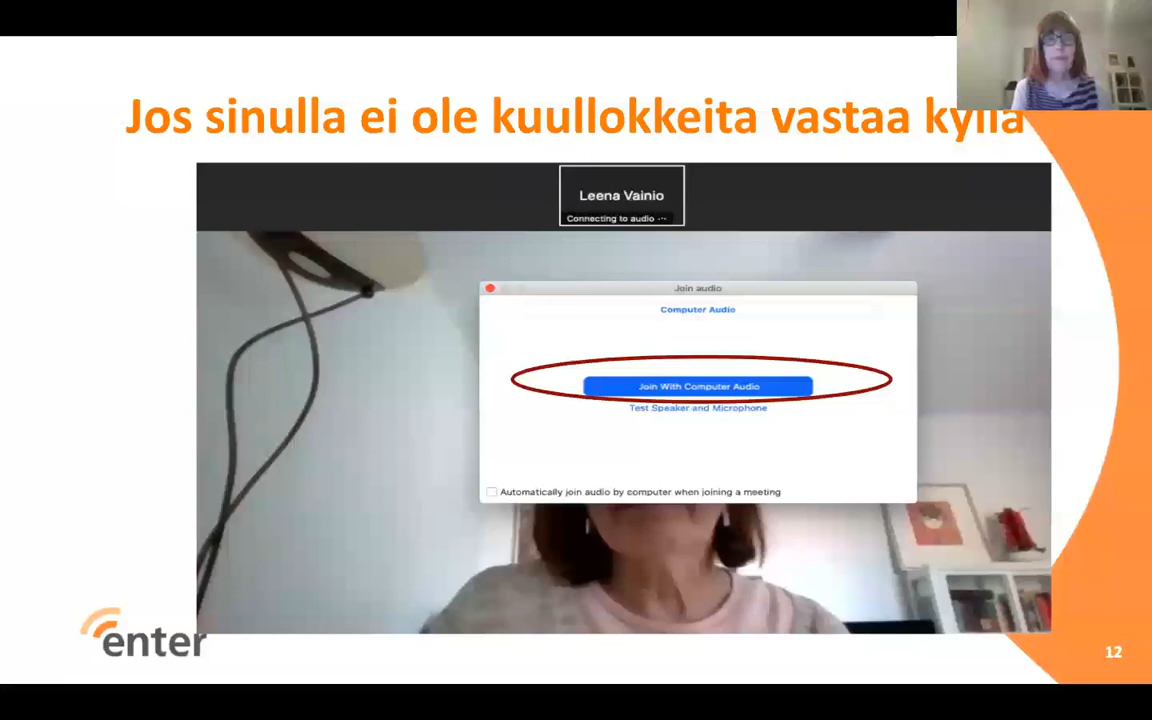 Jos sinulla ei ole kuullokkeita vastaa kyllä
Leena Vainio
Connecting to audio ···
Join audio
Computer Audio
Join With Computer Audio
Test Speaker and Microphone
Automatically join audio by computer when joining a meeting
enter
12